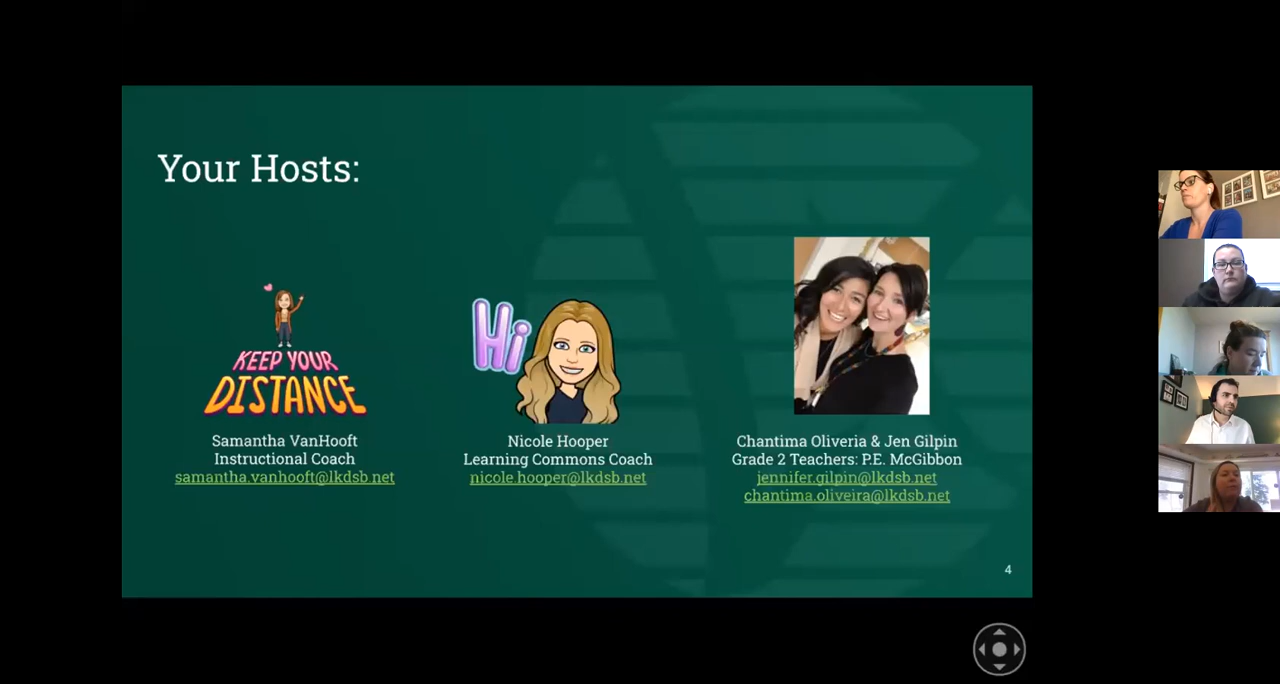 Your Hosts:
KEEP YOUR
DISTANCE
Samantha VanHooft
Instructional Coach
samantha.vanhooft@lkdsb.net
Hi
Nicole Hooper
Learning Commons Coach
nicole.hooper@lkdsb.net
Chantima Oliveria & Jen Gilpin
Grade 2 Teachers: P.E. McGibbon
jennifer.gilpin@lkdsb.net
chantima.oliveira@lkdsb.net
4